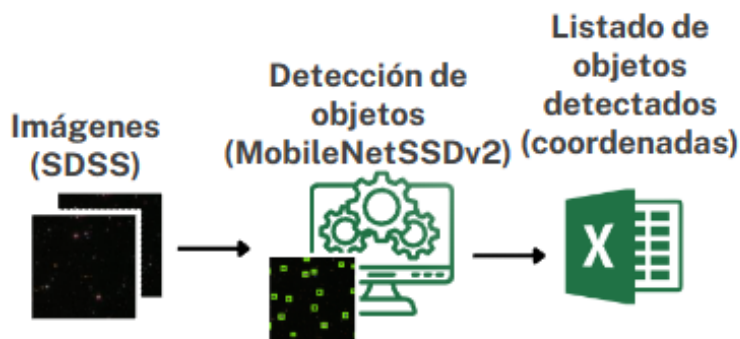 Imágenes
(SDSS)
Detección de
objetos
(MobileNetSSDv2)
Listado de
objetos
detectados
(coordenadas)
X